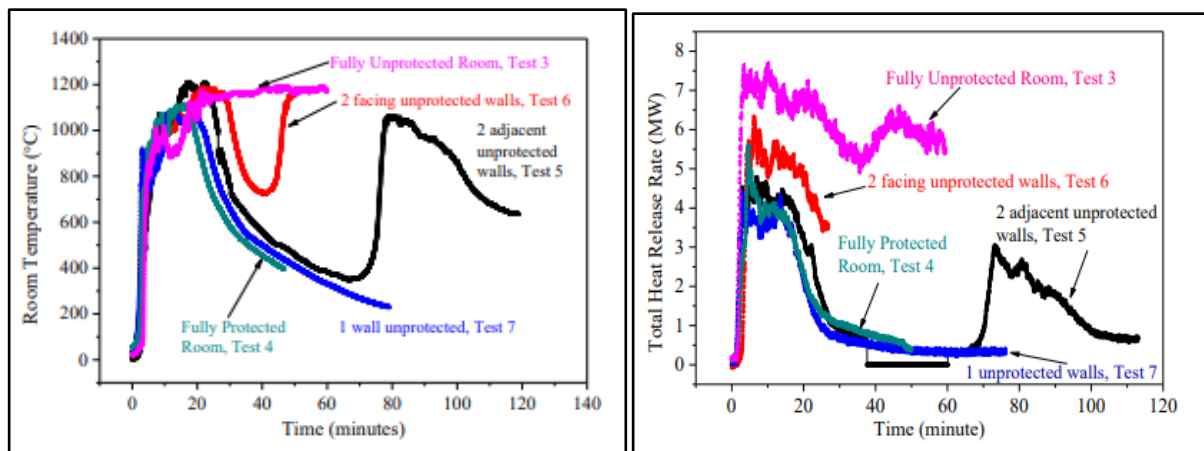 1400
1200
1000
800
600
400
200
0
Room Temperature (°C)
Fully Unprotected Room, Test 3
2 facing unprotected walls, Test 6
2 adjacent
unprotected
walls, Test 5
Fully Protected
Room, Test 4
1 wall unprotected, Test 7
0 20 40 60 80 100 120 140
Time (minutes)
8
7
6
5
4
3
2
1
0
Total Heat Release Rate (MW)
Fully Unprotected Room, Test 3
2 facing unprotected walls, Test 6
2 adjacent unprotected
walls, Test 5
Fully Protected
Room, Test 4
1 unprotected walls, Test 7
0 20 40 60 80 100 120
Time (minute)